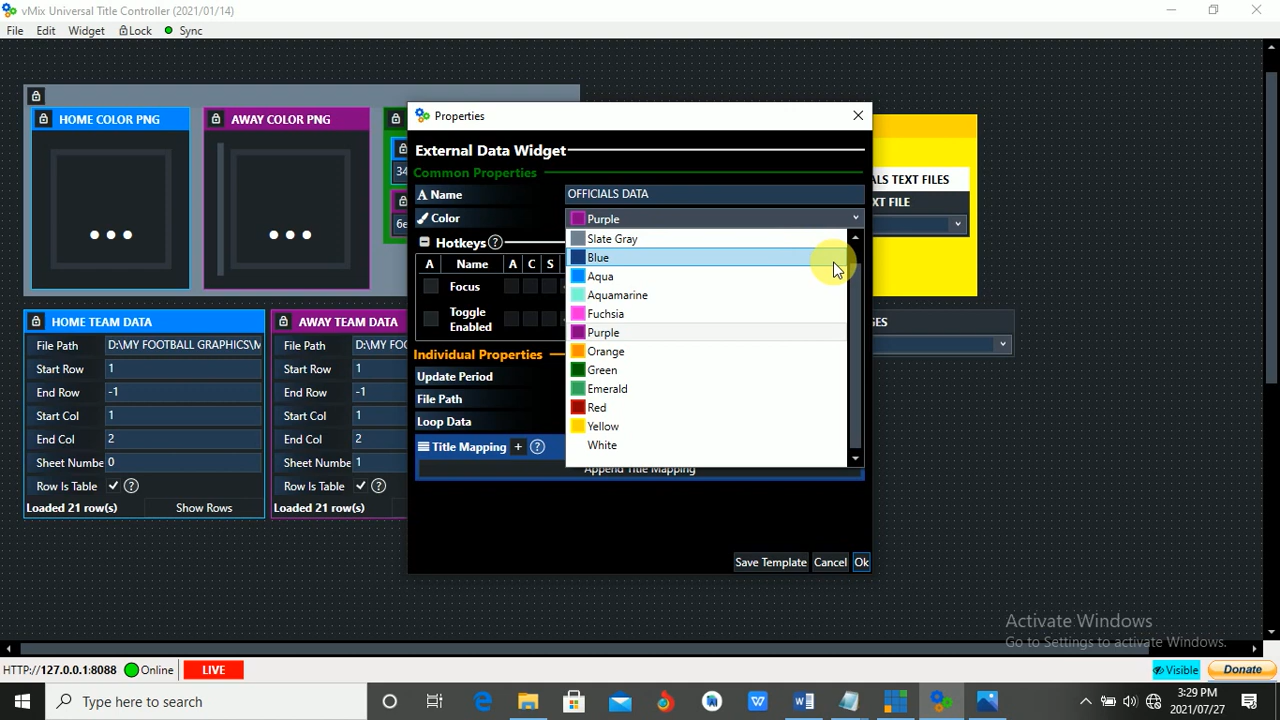 vMix Universal Title Controller (2021/01/14)
File Edit Widget Lock Sync
HOME COLOR PNG
AWAY COLOR PNG
34
6e
ALS TEXT FILES
XT FILE
GES
HOME TEAM DATA
File Path D:\MY FOOTBALL GRAPHICS\M
Start Row 1
End Row -1
Start Col 1
End Col 2
Sheet Numbe 0
Row Is Table ?
Loaded 21 row(s) Show Rows
AWAY TEAM DATA
File Path D:\MY FOO
Start Row 1
End Row -1
Start Col 1
End Col 2
Sheet Numbe 1
Row Is Table ?
Loaded 21 row(s)
Properties
External Data Widget
Common Properties
A Name OFFICIALS DATA
Color Purple
Hotkeys ?
A Name A C S
Focus
Toggle
Enabled
Individual Properties
Update Period
File Path
Loop Data
Title Mapping + ?
Append Title Mapping
Slate Gray
Blue
Aqua
Aquamarine
Fuchsia
Purple
Orange
Green
Emerald
Red
Yellow
White
Save Template Cancel Ok
Activate Windows
Go to Settings to activate Windows.
HTTP://127.0.0.1:8088 Online LIVE
Visible Donate
Type here to search
3:29 PM
2021/07/27